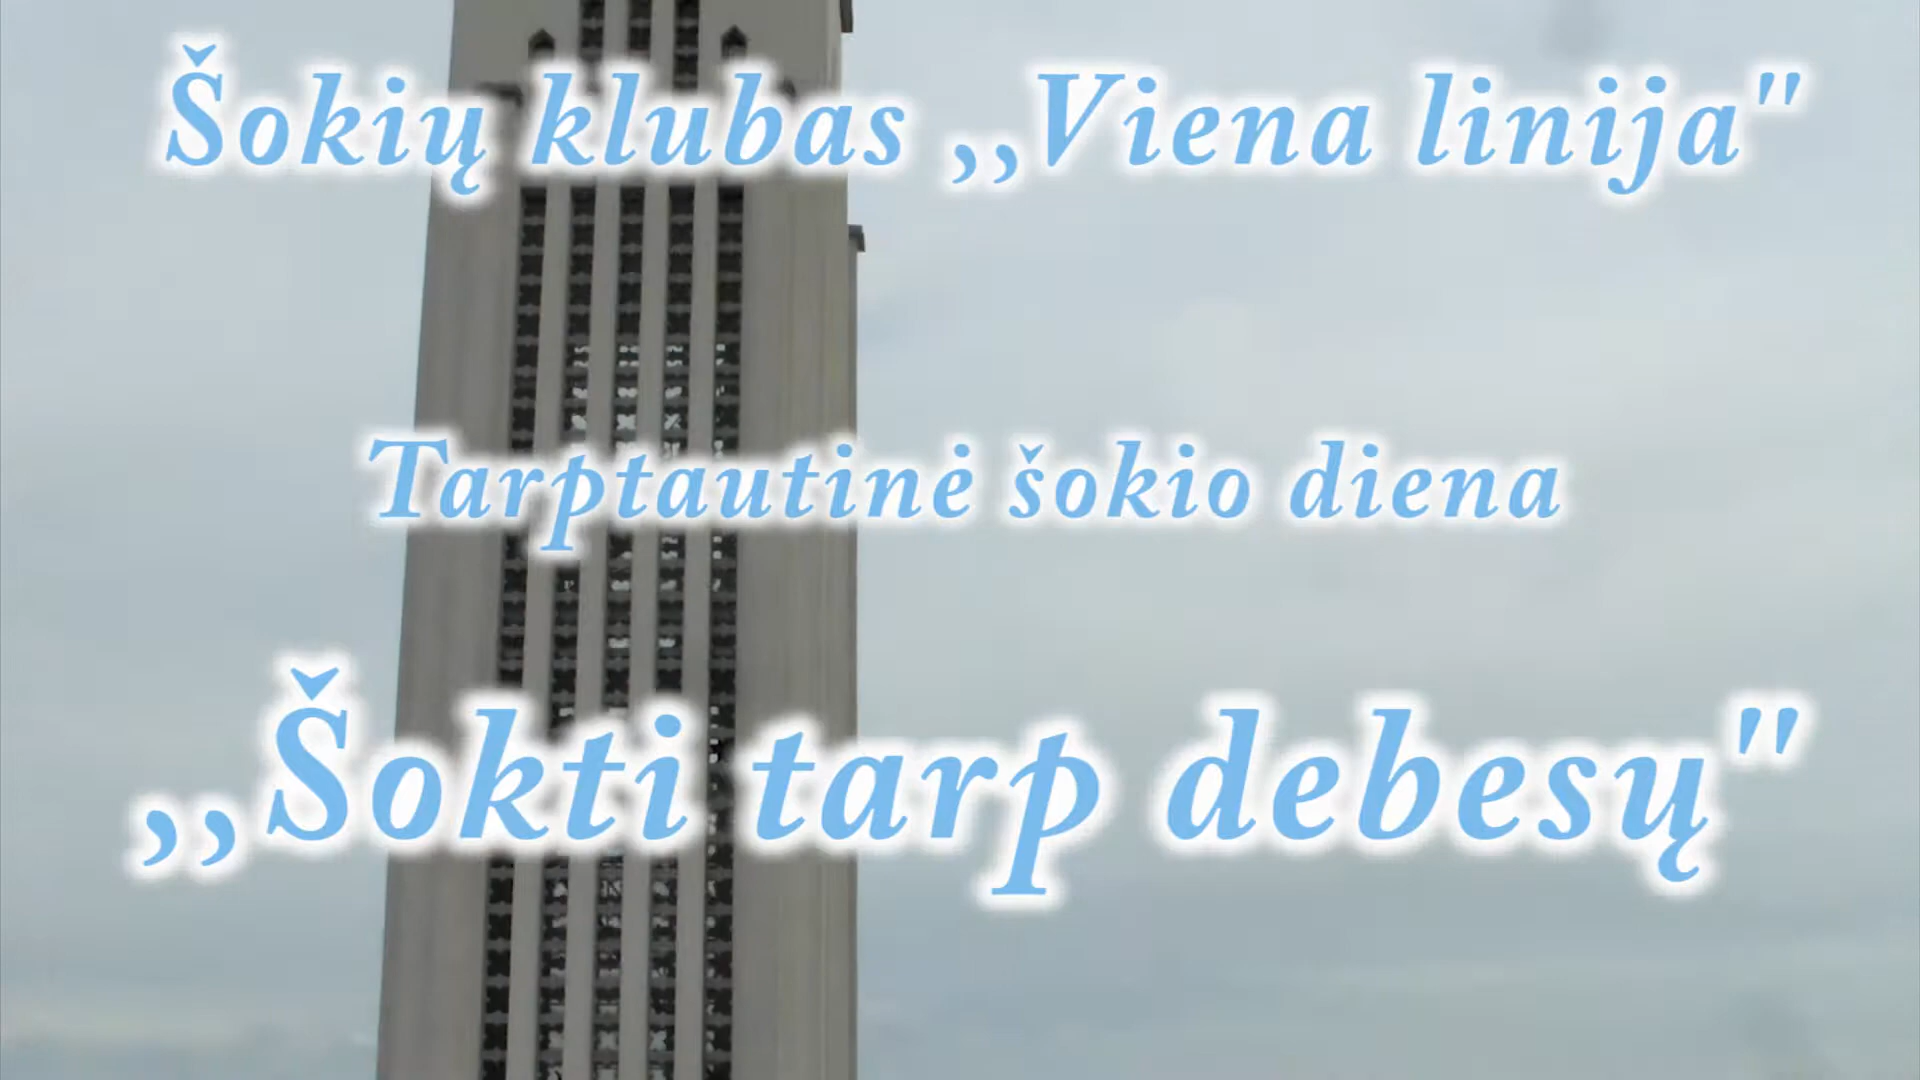 Šokių klubas ,,Viena linija"
Tarptautinė šokio diena
,,Šokti tarp debesų"